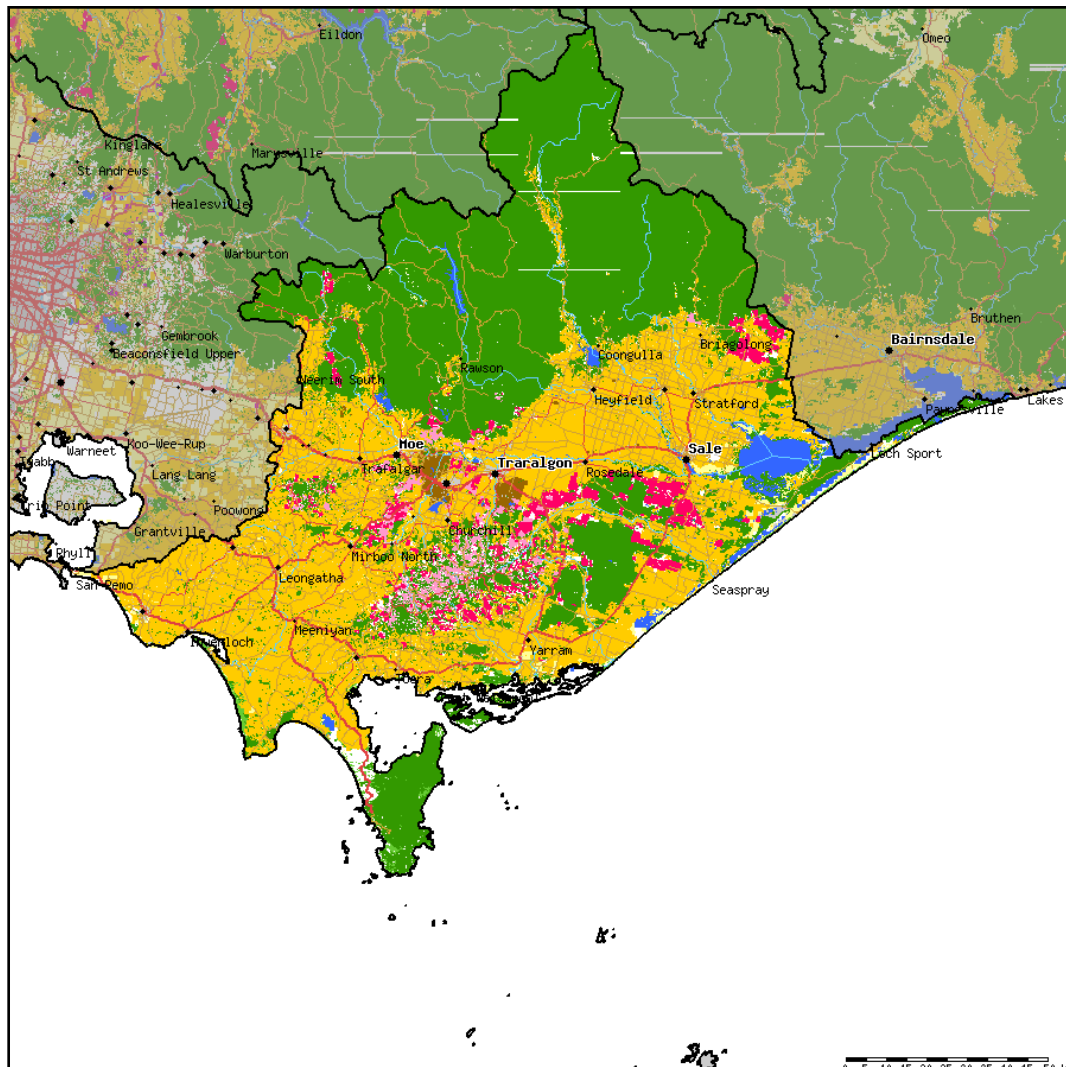 Eildon
Omeo
Kinglake
Marysville
St Andrews
Healesville
Warburton
Gembrook
Beaconsfield Upper
Bruthen
Bairnsdale
Briagolong
Coongulla
Rawson
Neerim South
Heyfield
Stratford
Paynesville
Lakes
Koo-Wee-Rup
Warneet
Moe
Sale
Loch Sport
Tyabb
Lang Lang
Trafalgar
Traralgon
Rosedale
Poowong
Grantville
Churchill
Mirboo North
Leongatha
San Remo
Seaspray
Meeniyan
Inverloch
Yarram
Toora